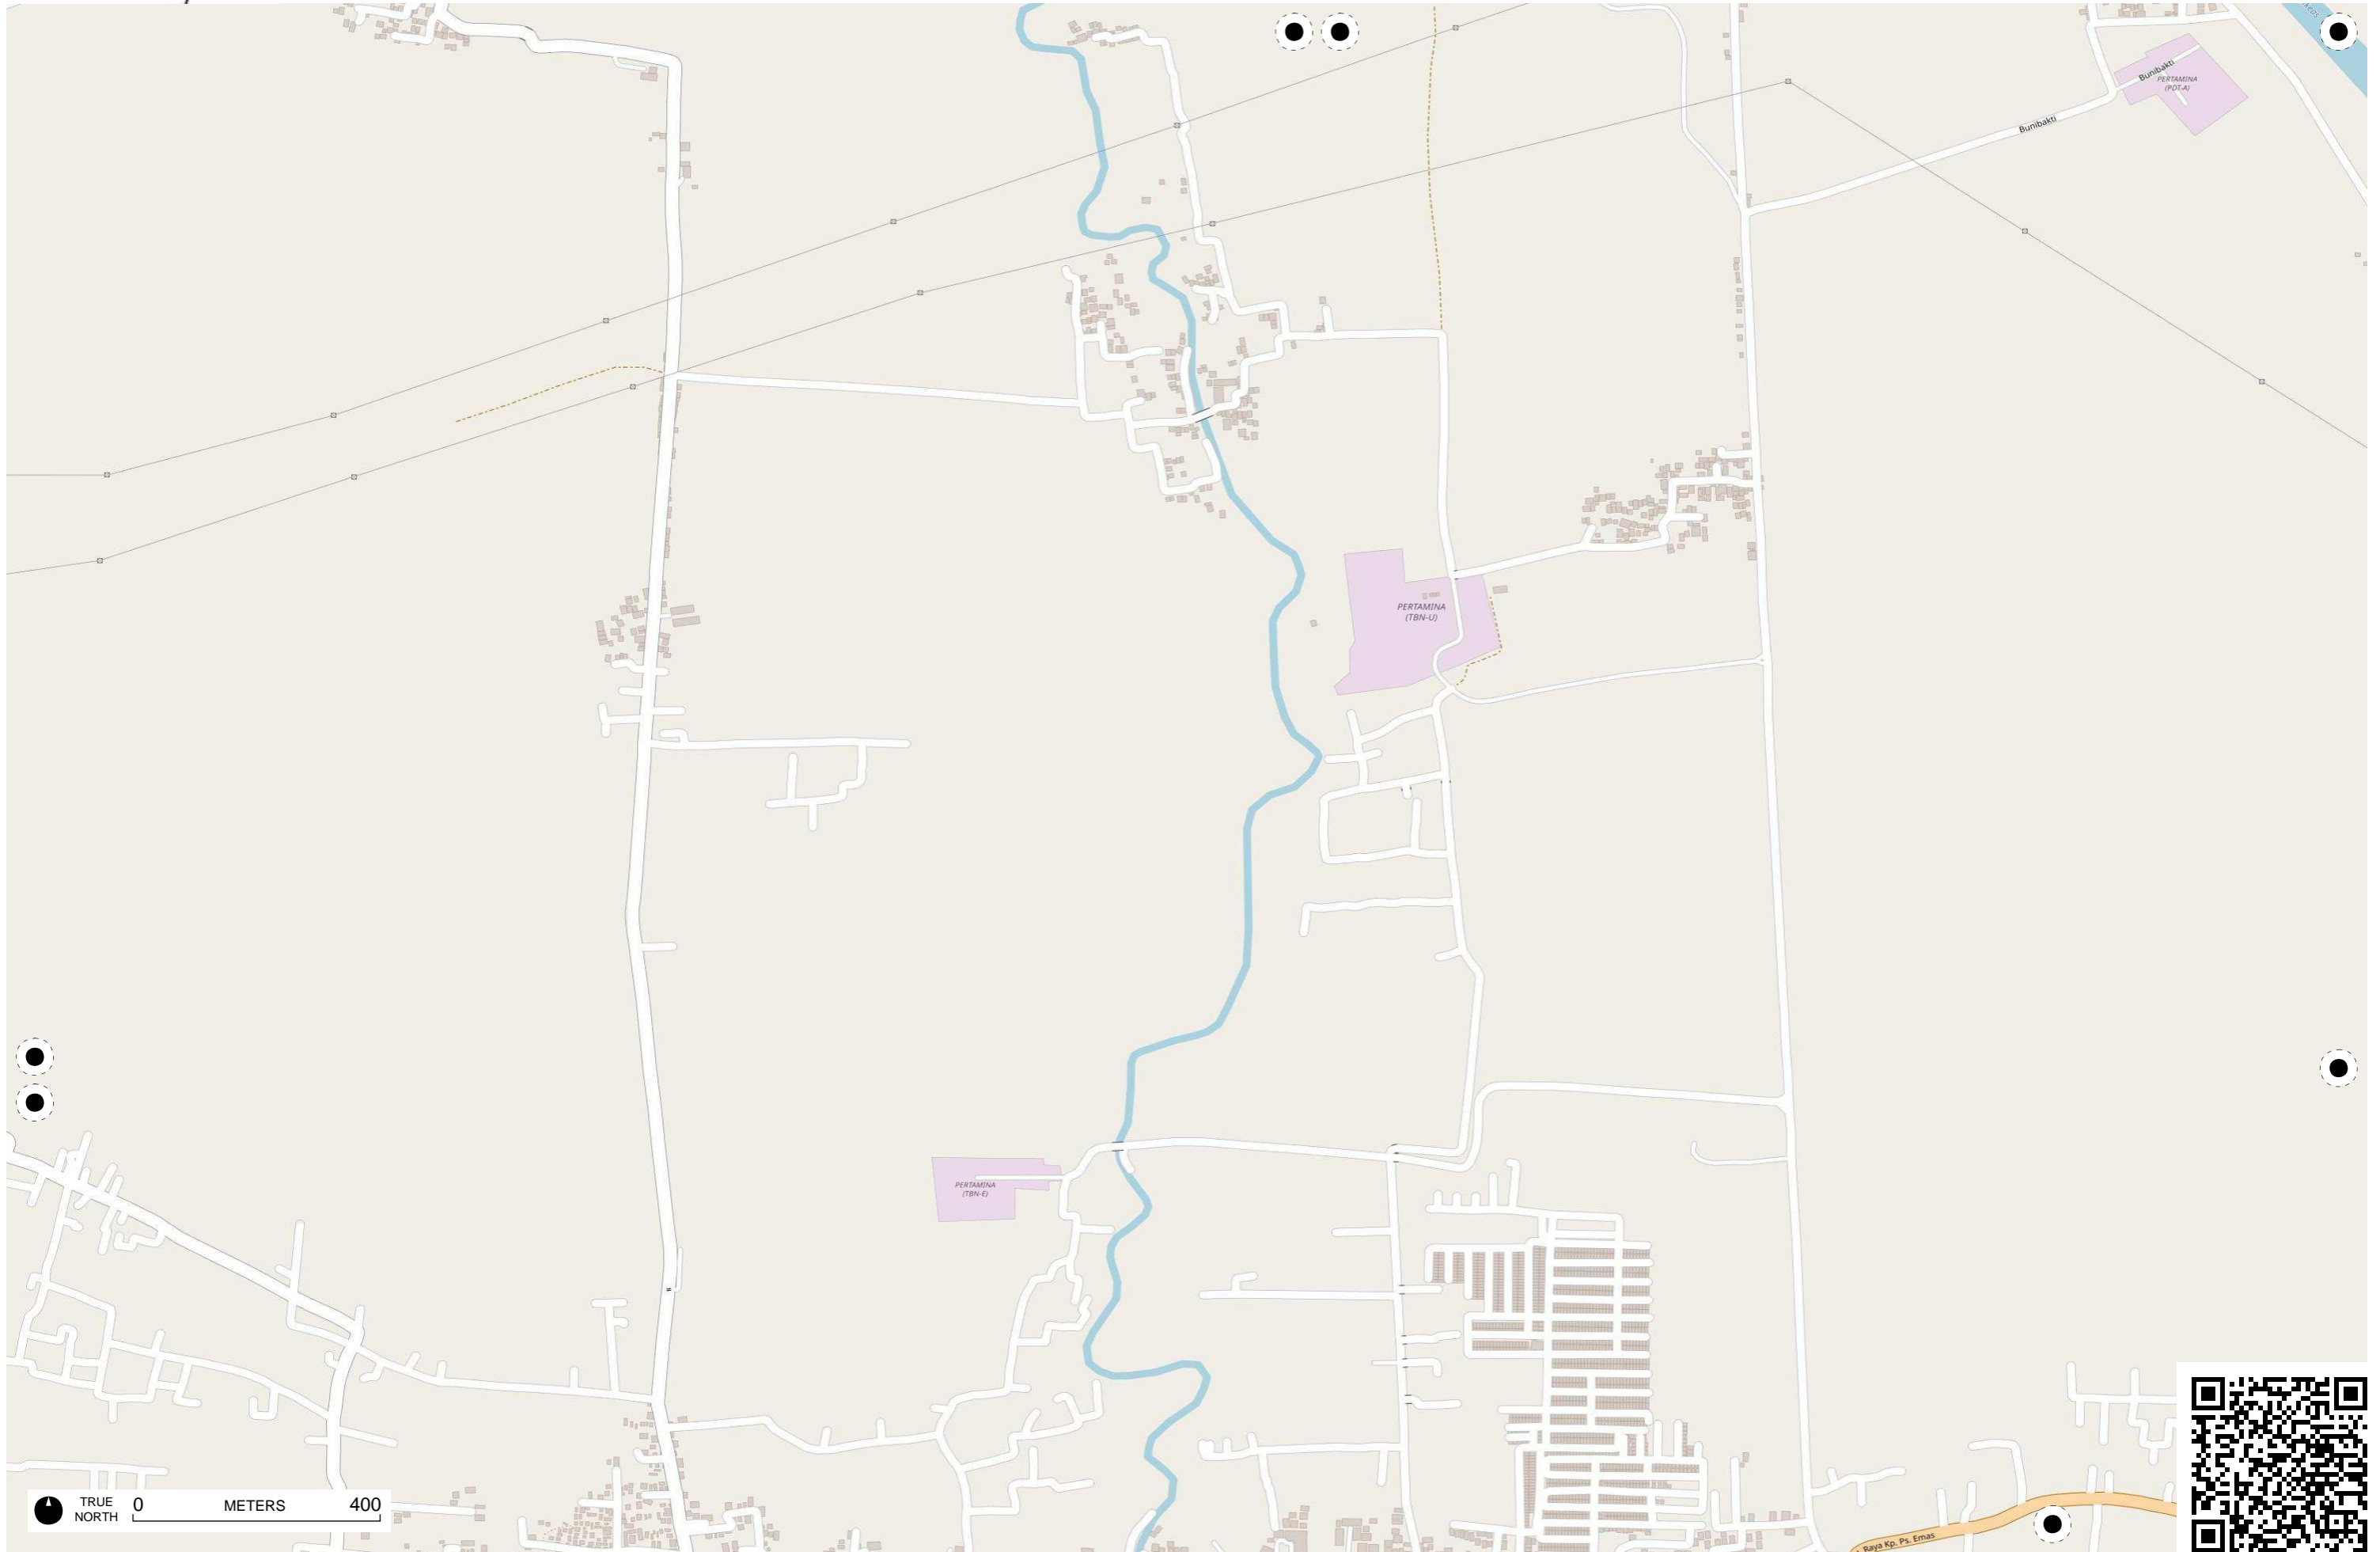 Bunibakti
PERTAMINA
(PDT-A)
Bunibakti
PERTAMINA
(TBN-U)
PERTAMINA
(TBN-E)
TRUE
NORTH
0 METERS 400
Raya Kp. Ps. Emas